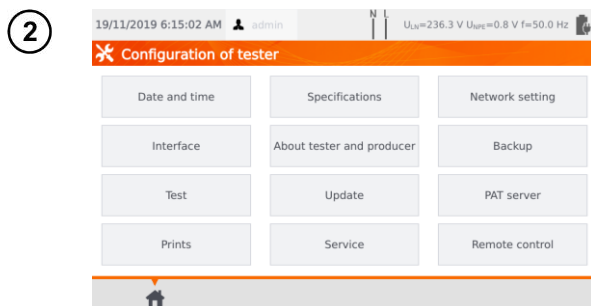 2
19/11/2019 6:15:02 AM admin N L ULN=236.3 V UNPE=0.8 V f=50.0 Hz
Configuration of tester
Date and time Specifications Network setting
Interface About tester and producer Backup
Test Update PAT server
Prints Service Remote control